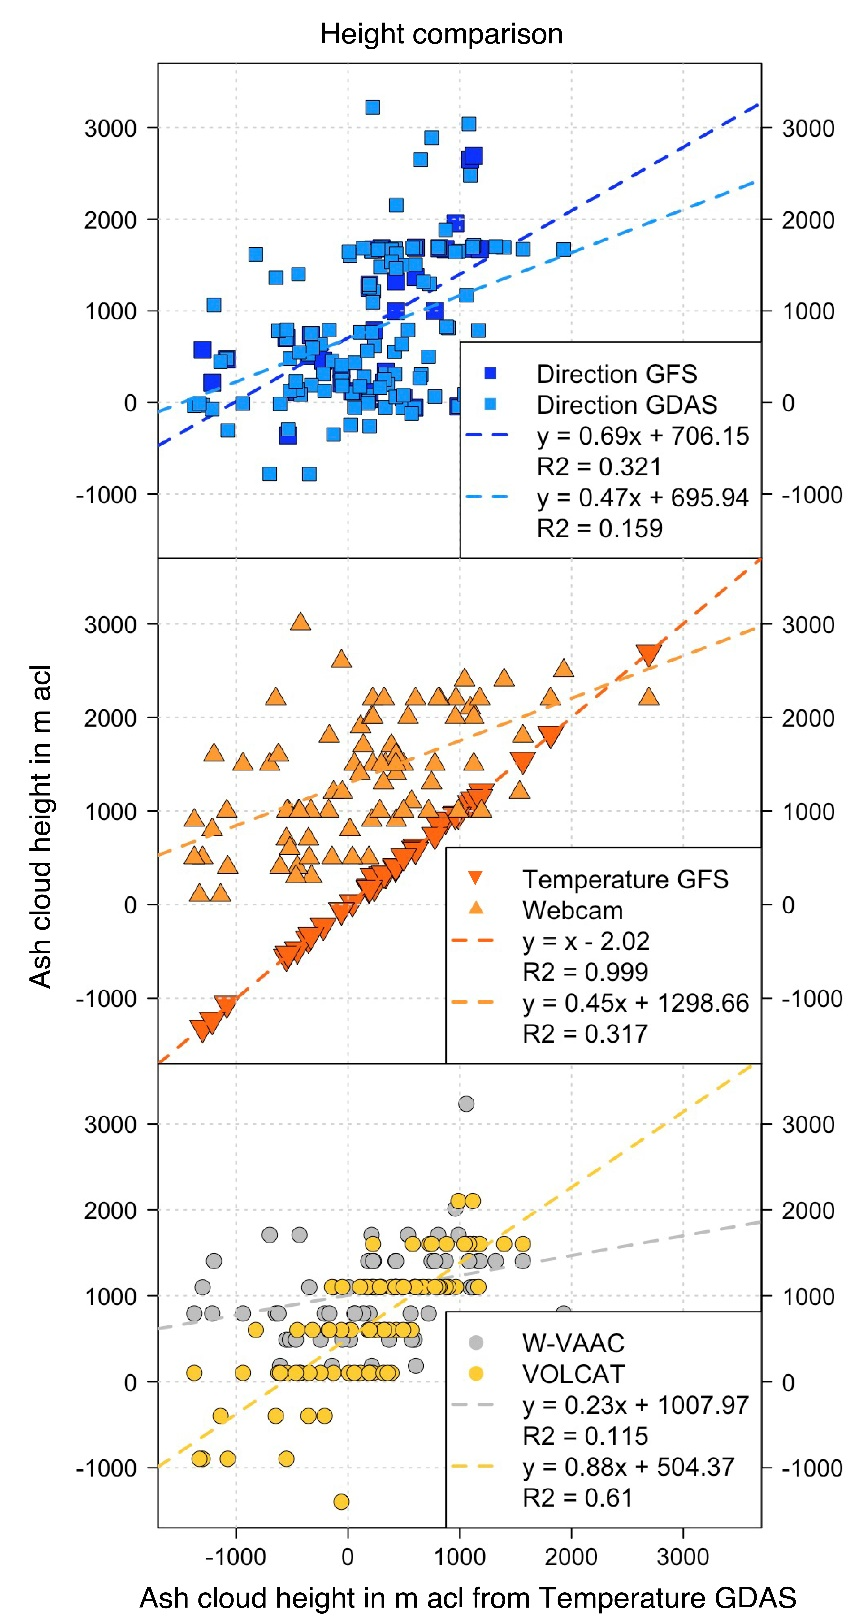 Height comparison
3000
3000
2000
2000
1000
1000
0
0
-1000
-1000
Direction GFS
Direction GDAS
y = 0.69x + 706.15
R2 = 0.321
y = 0.47x + 695.94
R2 = 0.159
Ash cloud height in m acl
3000
3000
2000
2000
1000
1000
0
0
-1000
-1000
Temperature GFS
Webcam
y = x - 2.02
R2 = 0.999
y = 0.45x + 1298.66
R2 = 0.317
3000
3000
2000
2000
1000
1000
0
0
-1000
-1000
W-VAAC
VOLCAT
y = 0.23x + 1007.97
R2 = 0.115
y = 0.88x + 504.37
R2 = 0.61
-1000 0 1000 2000 3000
Ash cloud height in m acl from Temperature GDAS